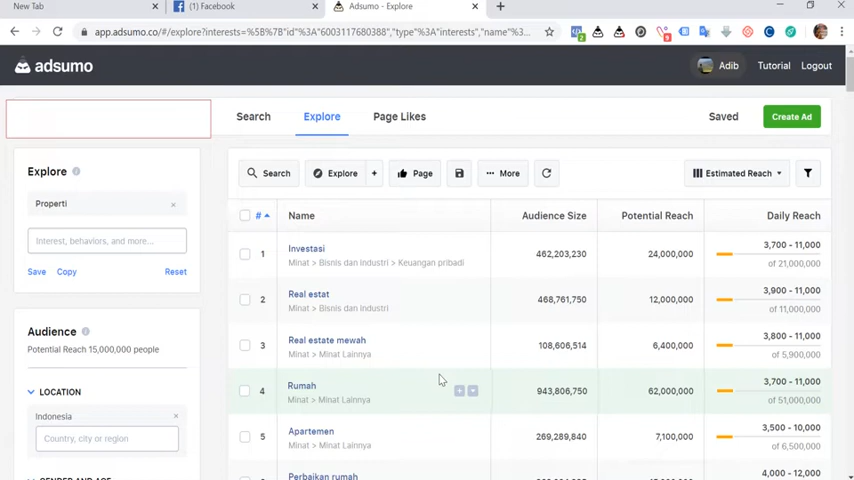 New Tab
(1) Facebook
Adsumo - Explore
app.adsumo.co/#/explore?interests=%5B%7B"id"%3A"6003117680388","type"%3A"interests","name"%3...
2
9
adsumo
Adib
Tutorial
Logout
Search
Explore
Page Likes
Saved
Create Ad
Explore
Properti
Interest, behaviors, and more...
Save
Copy
Reset
Audience
Potential Reach 15,000,000 people
LOCATION
Indonesia
Country, city or region
Search
Explore
+
Page
More
Estimated Reach
# Name Audience Size Potential Reach Daily Reach
1 Investasi 462,203,230 24,000,000 3,700 - 11,000
Minat > Bisnis dan Industri > Keuangan pribadi of 21,000,000
2 Real estat 468,761,750 12,000,000 3,900 - 11,000
Minat > Bisnis dan Industri of 11,000,000
3 Real estate mewah 108,606,514 6,400,000 3,800 - 11,000
Minat > Minat Lainnya of 5,900,000
4 Rumah 943,806,750 62,000,000 3,700 - 11,000
Minat > Minat Lainnya of 51,000,000
5 Apartemen 269,289,840 7,100,000 3,500 - 10,000
Minat > Minat Lainnya of 6,500,000
Perbaikan rumah 4,000 - 12,000